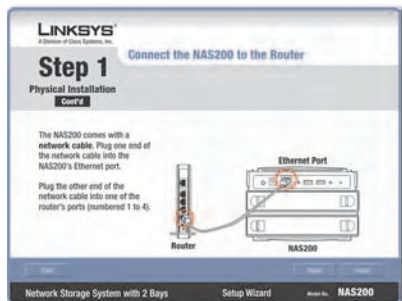 LINKSYS®
A Division of Cisco Systems, Inc.
Connect the NAS200 to the Router
Step 1
Physical Installation
Cont'd
The NAS200 comes with a
network cable. Plug one end of
the network cable into the
NAS200's Ethernet port.
Plug the other end of the
network cable into one of the
router's ports (numbered 1 to 4).
Ethernet Port
Router
NAS200
Network Storage System with 2 Bays
Setup Wizard
Model No.
NAS200